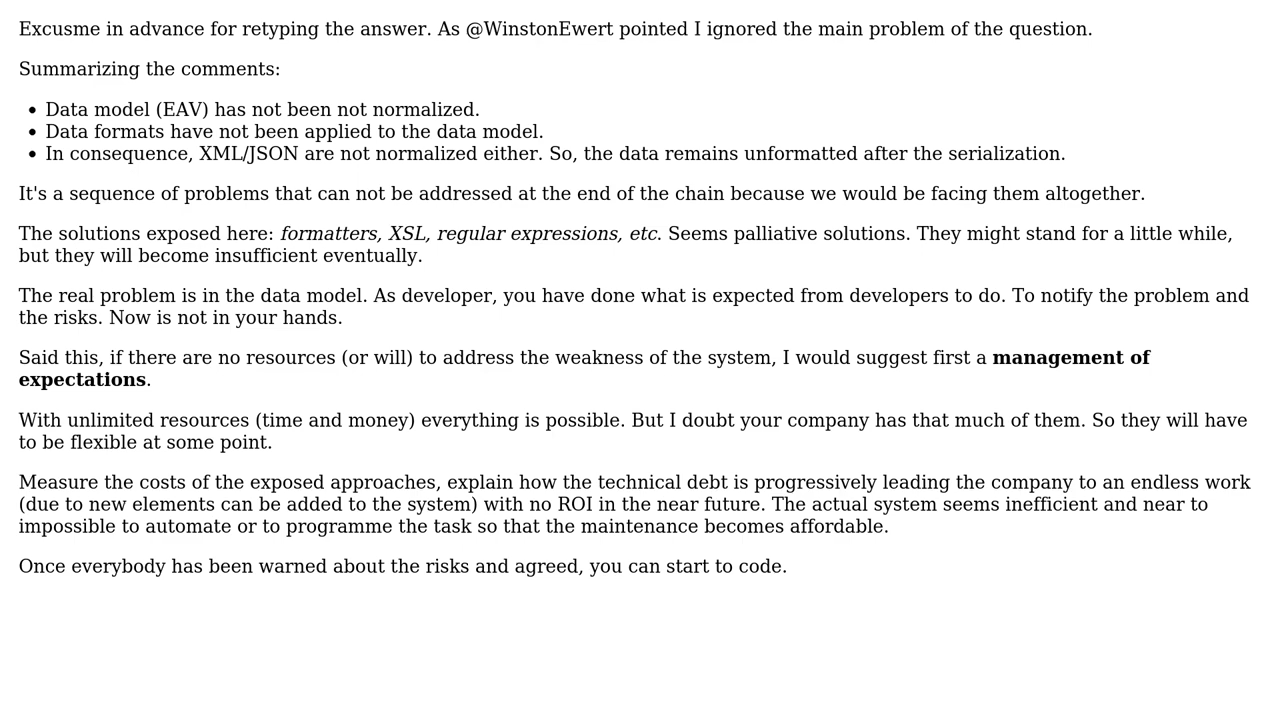 Excusme in advance for retyping the answer. As @WinstonEwert pointed I ignored the main problem of the question.
Summarizing the comments:
• Data model (EAV) has not been not normalized.
• Data formats have not been applied to the data model.
• In consequence, XML/JSON are not normalized either. So, the data remains unformatted after the serialization.
It's a sequence of problems that can not be addressed at the end of the chain because we would be facing them altogether.
The solutions exposed here: formatters, XSL, regular expressions, etc. Seems palliative solutions. They might stand for a little while,
but they will become insufficient eventually.
The real problem is in the data model. As developer, you have done what is expected from developers to do. To notify the problem and
the risks. Now is not in your hands.
Said this, if there are no resources (or will) to address the weakness of the system, I would suggest first a management of
expectations.
With unlimited resources (time and money) everything is possible. But I doubt your company has that much of them. So they will have
to be flexible at some point.
Measure the costs of the exposed approaches, explain how the technical debt is progressively leading the company to an endless work
(due to new elements can be added to the system) with no ROI in the near future. The actual system seems inefficient and near to
impossible to automate or to programme the task so that the maintenance becomes affordable.
Once everybody has been warned about the risks and agreed, you can start to code.